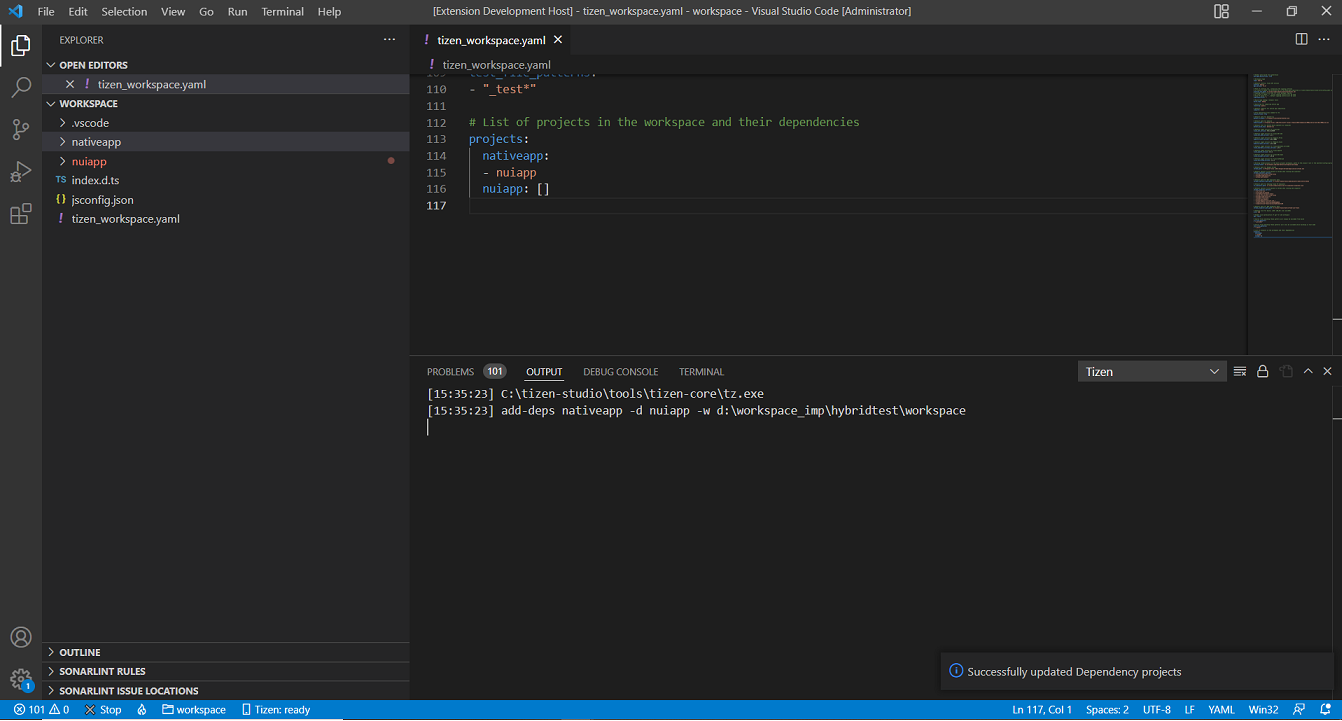 File Edit Selection View Go Run Terminal Help
[Extension Development Host] - tizen_workspace.yaml - workspace - Visual Studio Code [Administrator]
EXPLORER
OPEN EDITORS
! tizen_workspace.yaml
WORKSPACE
.vscode
nativeapp
nuiapp
TS index.d.ts
{} jsconfig.json
! tizen_workspace.yaml
OUTLINE
SONARLINT RULES
SONARLINT ISSUE LOCATIONS
! tizen_workspace.yaml
! tizen_workspace.yaml
109 test_file_patterns:
110 - "_test*"
111
112 # List of projects in the workspace and their dependencies
113 projects:
114 nativeapp:
115 - nuiapp
116 nuiapp: []
117
PROBLEMS 101 OUTPUT DEBUG CONSOLE TERMINAL
Tizen
[15:35:23] C:\tizen-studio\tools\tizen-core\tz.exe
[15:35:23] add-deps nativeapp -d nuiapp -w d:\workspace_imp\hybridtest\workspace
Successfully updated Dependency projects
1
101 0 Stop workspace Tizen: ready
Ln 117, Col 1 Spaces: 2 UTF-8 LF YAML Win32